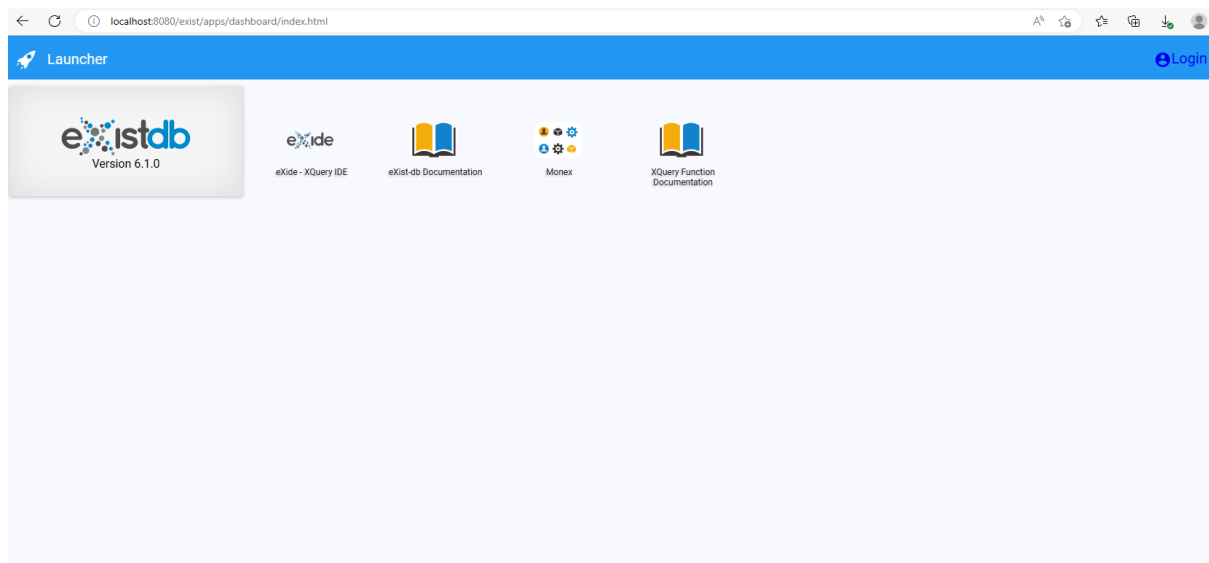 localhost:8080/exist/apps/dashboard/index.html
Launcher
Login
eXistdb
Version 6.1.0
eXide
eXide - XQuery IDE
eXist-db Documentation
Monex
XQuery Function
Documentation